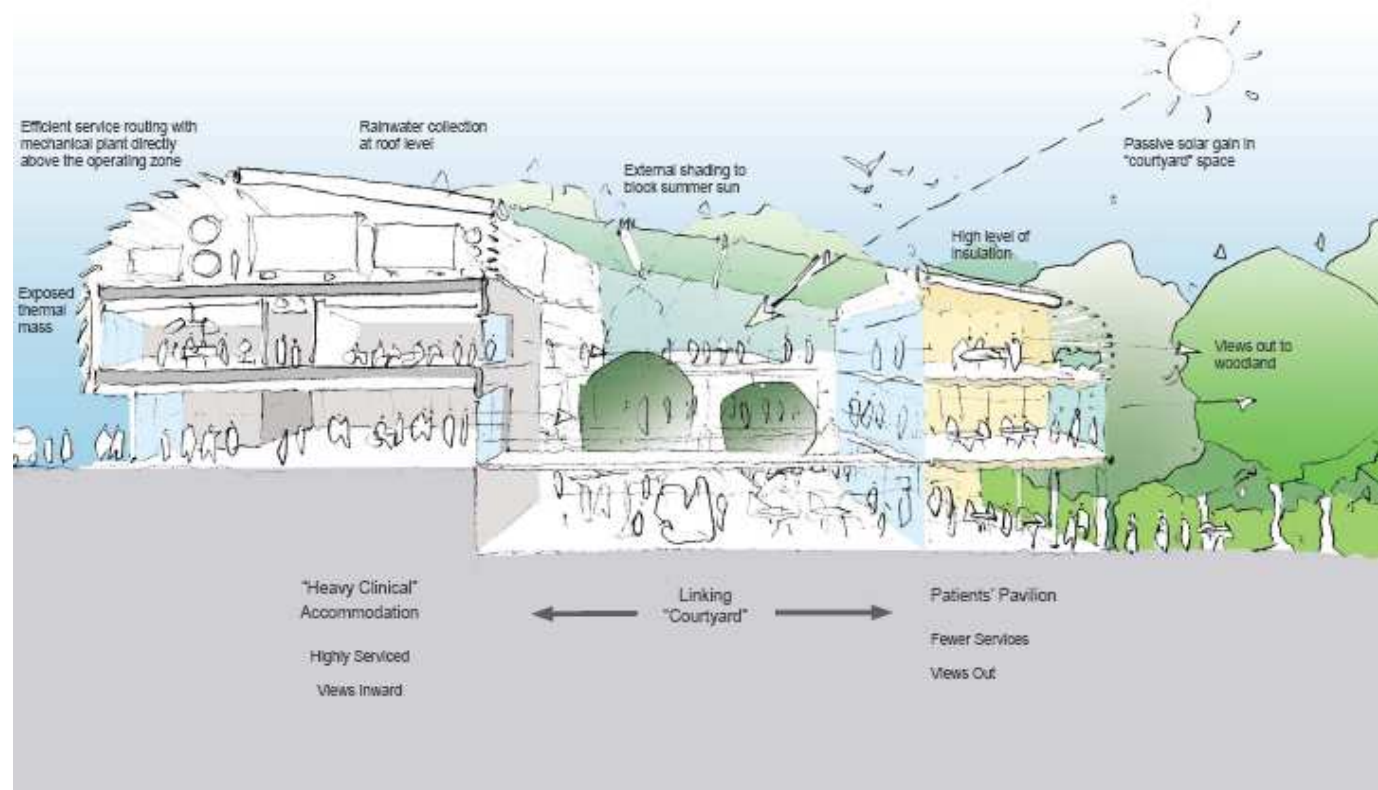 Efficient service routing with
mechanical plant directly
above the operating zone
Rainwater collection
at roof level
External shading to
block summer sun
Passive solar gain in
"courtyard" space
High level of
insulation
Exposed
thermal
mass
Views out to
woodland
"Heavy Clinical"
Accommodation
Highly Serviced
Views Inward
Linking
"Courtyard"
Patients' Pavilion
Fewer Services
Views Out